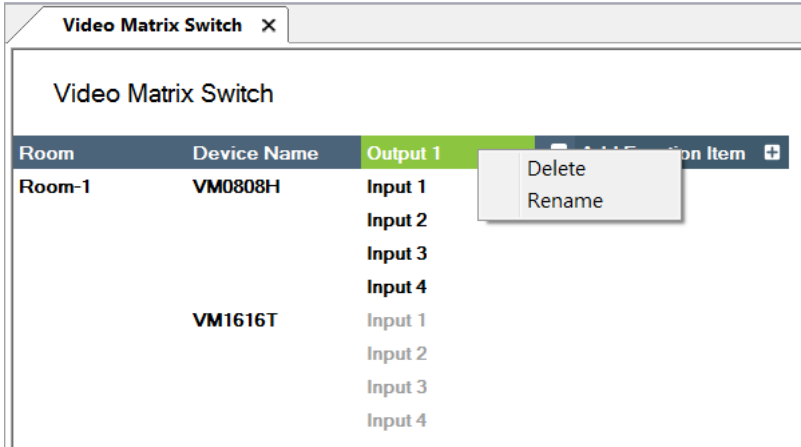 Video Matrix Switch
Video Matrix Switch
Room Device Name Output 1 Item
Delete
Rename
Room-1 VM0808H Input 1
Input 2
Input 3
Input 4
VM1616T Input 1
Input 2
Input 3
Input 4